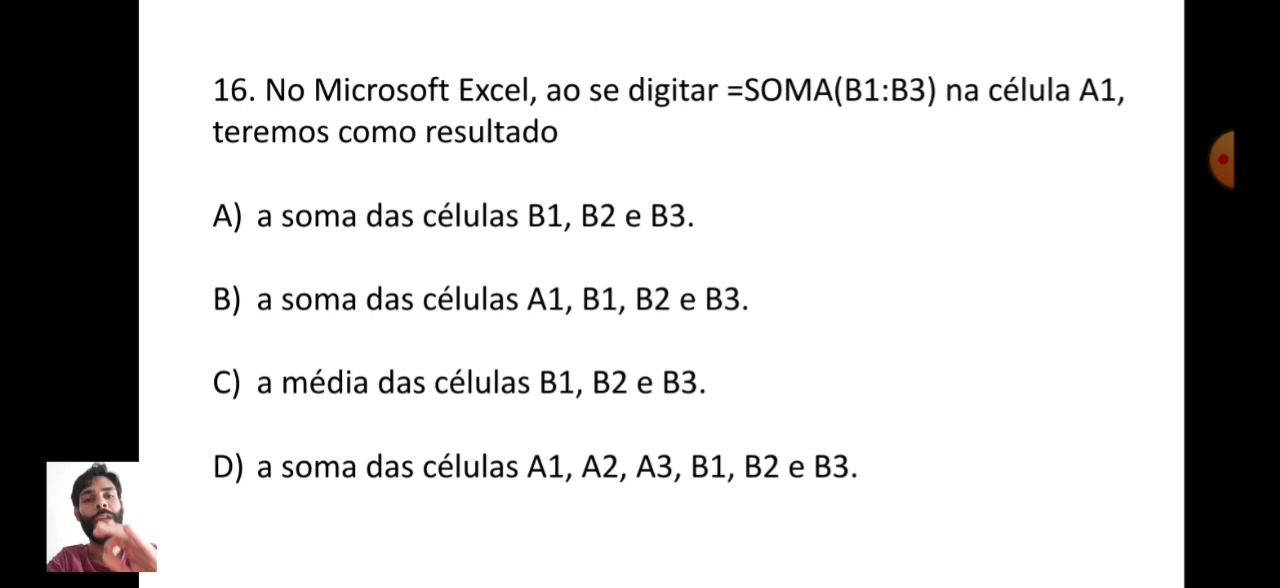 16. No Microsoft Excel, ao se digitar =SOMA(B1:B3) na célula A1,
teremos como resultado
A) a soma das células B1, B2 e B3.
B) a soma das células A1, B1, B2 e B3.
C) a média das células B1, B2 e B3.
D) a soma das células A1, A2, A3, B1, B2 e B3.